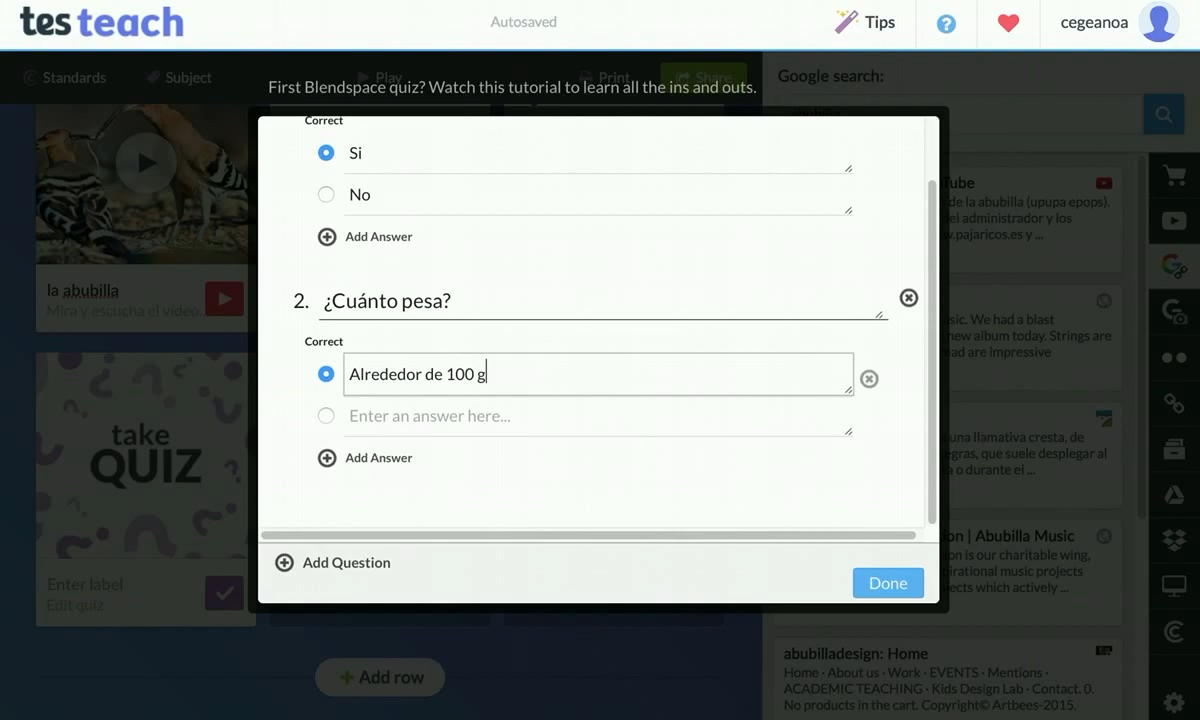 tes teach
Autosaved
Tips
?
cegeanoa
Standards
Subject
Play
Print
Share
Google search:
First Blendspace quiz? Watch this tutorial to learn all the ins and outs.
Correct
Si
No
Add Answer
2. ¿Cuánto pesa?
Correct
Alrededor de 100 g
Enter an answer here...
Add Answer
Add Question
Done
la abubilla
Mira y escucha el vídeo...
take
QUIZ
Enter label
Edit quiz
+ Add row
Tube
de la abubilla (upupa epops).
el administrador y los
w.pajaricos.es y ...
sic. We had a blast
new album today. Strings are
ad are impressive
una llamativa cresta, de
egras, que suele desplegar al
a o durante el ...
on | Abubilla Music
on is our charitable wing,
pirational music projects
ects which actively ...
abubilladesign: Home
Home · About us · Work · EVENTS · Mentions ·
ACADEMIC TEACHING · Kids Design Lab · Contact. 0.
No products in the cart. Copyright© Artbees-2015.